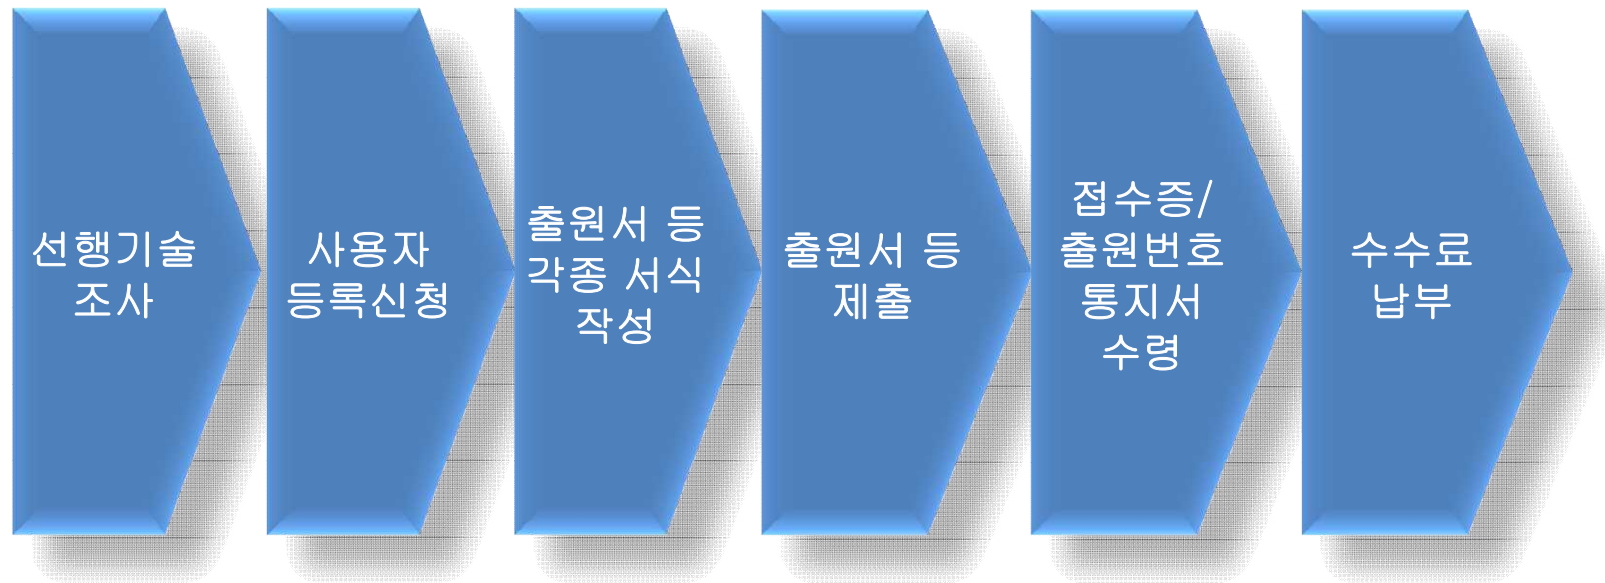 선행기술
조사
사용자
등록신청
출원서 등
각종 서식
작성
출원서 등
제출
접수증/
출원번호
통지서
수령
수수료
납부